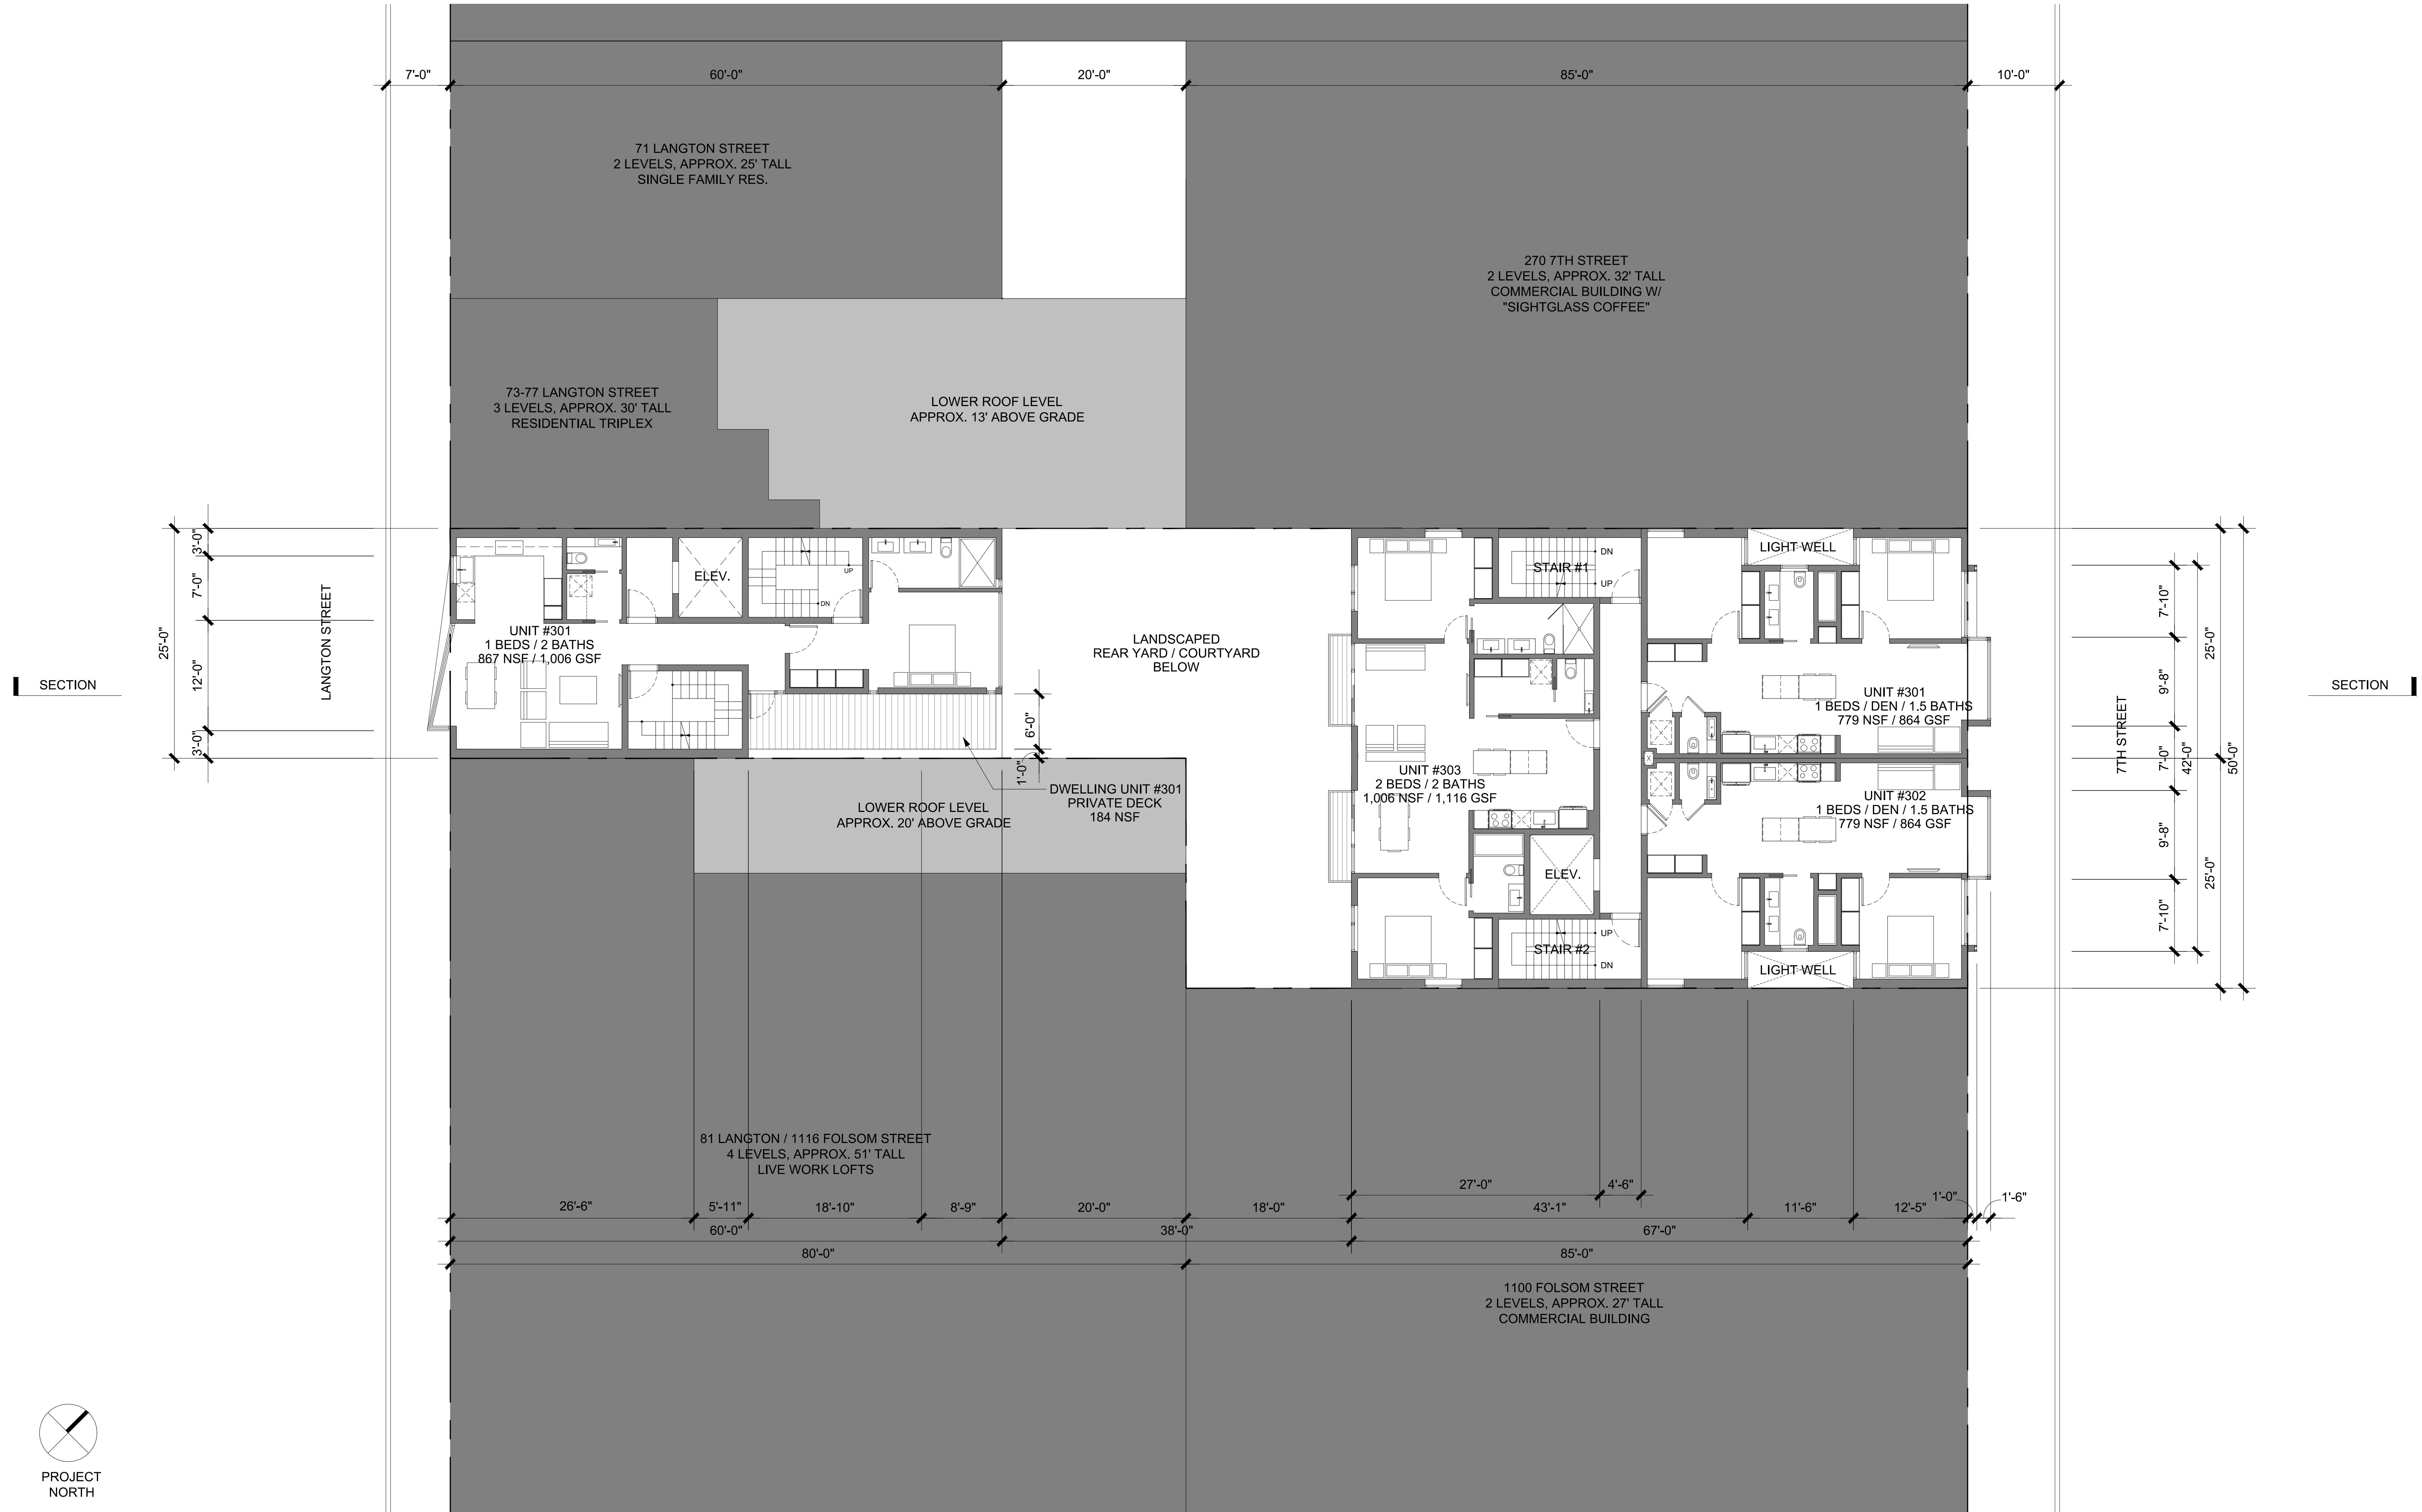 7'-0"
60'-0"
20'-0"
85'-0"
10'-0"
71 LANGTON STREET
2 LEVELS, APPROX. 25' TALL
SINGLE FAMILY RES.
270 7TH STREET
2 LEVELS, APPROX. 32' TALL
COMMERCIAL BUILDING W/
"SIGHTGLASS COFFEE"
73-77 LANGTON STREET
3 LEVELS, APPROX. 30' TALL
RESIDENTIAL TRIPLEX
LOWER ROOF LEVEL
APPROX. 13' ABOVE GRADE
SECTION
25'-0"
3'-0"
7'-0"
12'-0"
3'-0"
LANGTON STREET
ELEV.
UP
DN
UNIT #301
1 BEDS / 2 BATHS
867 NSF / 1,006 GSF
LANDSCAPED
REAR YARD / COURTYARD
BELOW
6'-0"
1'-0"
DWELLING UNIT #301
PRIVATE DECK
184 NSF
LOWER ROOF LEVEL
APPROX. 20' ABOVE GRADE
STAIR #1
DN
UP
UNIT #303
2 BEDS / 2 BATHS
1,006 NSF / 1,116 GSF
ELEV.
STAIR #2
UP
DN
LIGHT WELL
UNIT #301
1 BEDS / DEN / 1.5 BATHS
779 NSF / 864 GSF
X
UNIT #302
1 BEDS / DEN / 1.5 BATHS
779 NSF / 864 GSF
LIGHT WELL
7TH STREET
7'-10"
9'-8"
7'-0"
9'-8"
7'-10"
42'-0"
25'-0"
25'-0"
50'-0"
SECTION
81 LANGTON / 1116 FOLSOM STREET
4 LEVELS, APPROX. 51' TALL
LIVE WORK LOFTS
27'-0"
4'-6"
26'-6"
5'-11"
18'-10"
8'-9"
20'-0"
18'-0"
43'-1"
11'-6"
12'-5"
1'-0"
1'-6"
60'-0"
38'-0"
67'-0"
80'-0"
85'-0"
1100 FOLSOM STREET
2 LEVELS, APPROX. 27' TALL
COMMERCIAL BUILDING
PROJECT
NORTH